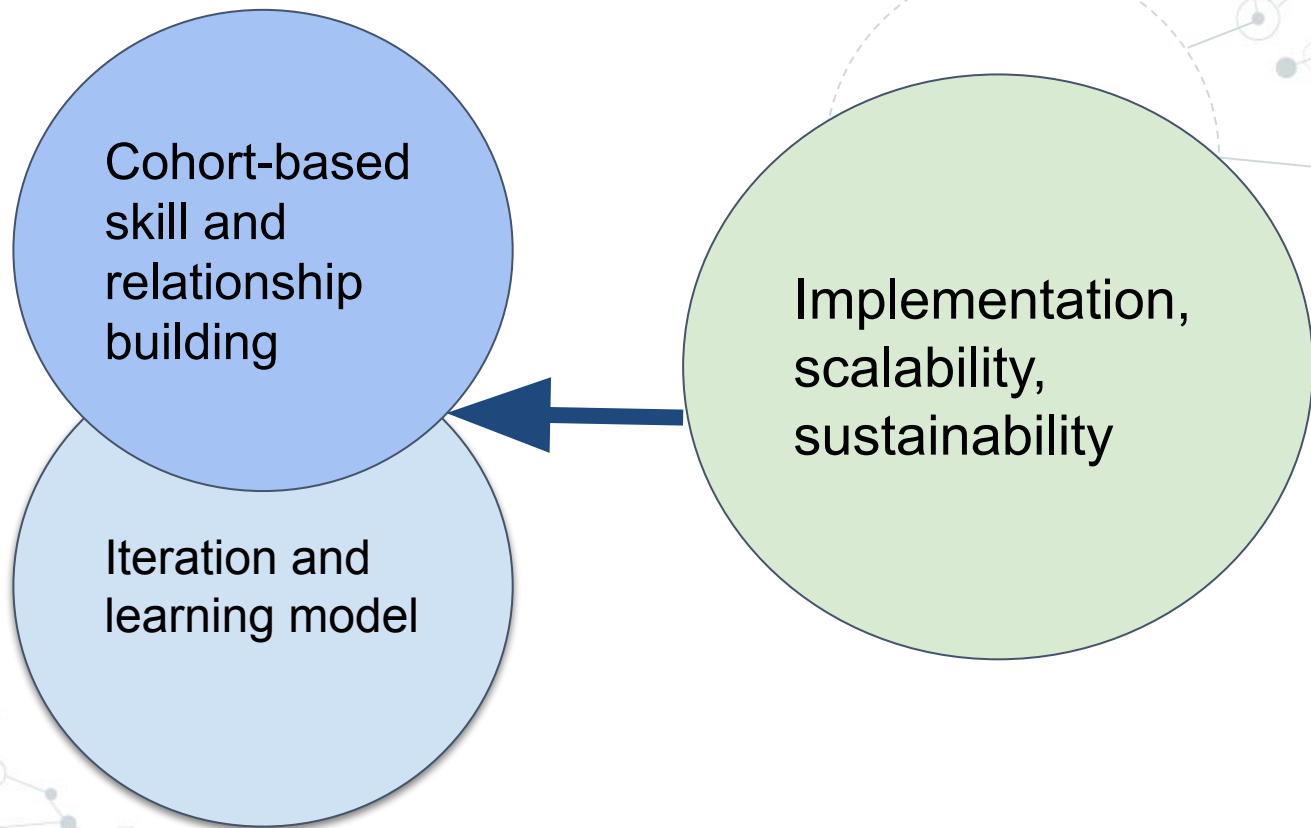 Cohort-based
skill and
relationship
building
Iteration and
learning model
Implementation,
scalability,
sustainability